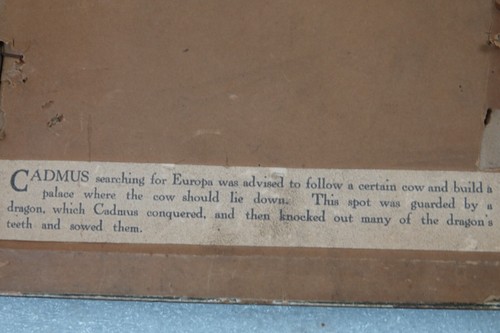 CADMUS searching for Europa was advised to follow a certain cow and build a
palace where the cow should lie down. This spot was guarded by a
dragon, which Cadmus conquered, and then knocked out many of the dragon's
teeth and sowed them.